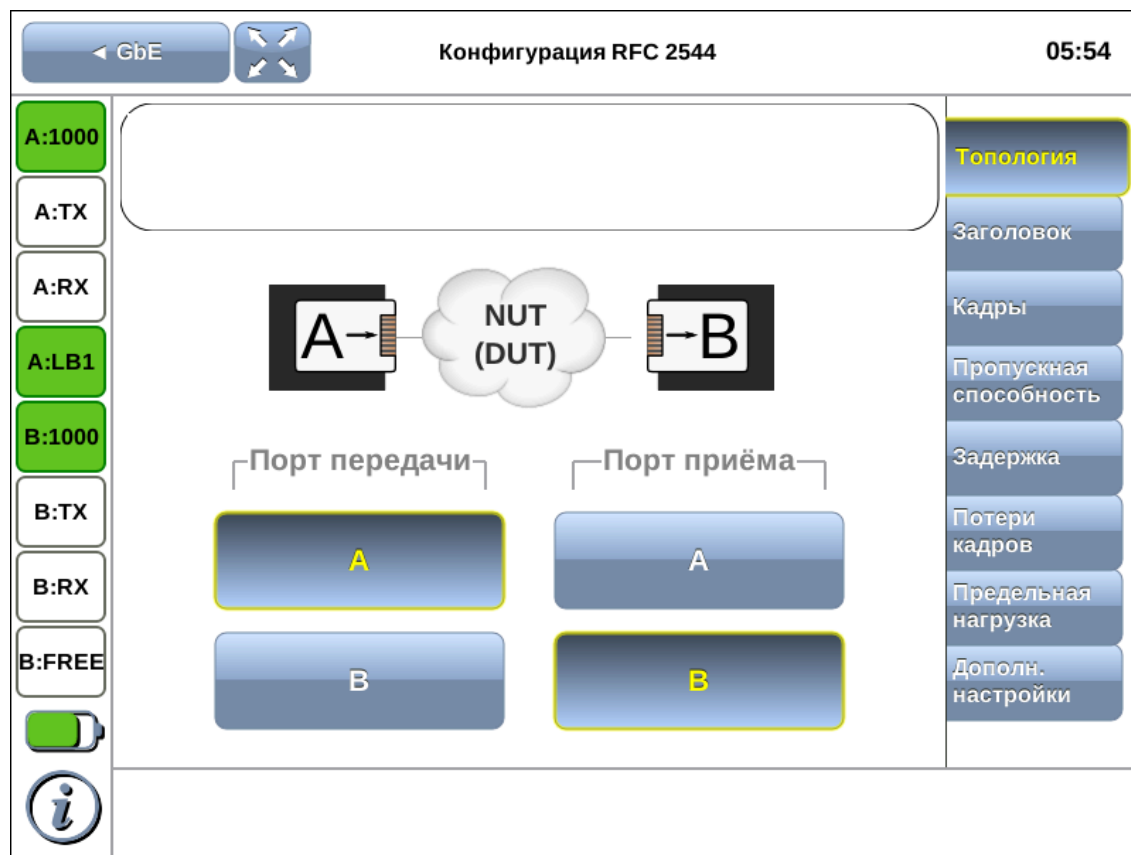 ◄ GbE
Конфигурация RFC 2544
05:54
A:1000
A:TX
A:RX
A:LB1
B:1000
B:TX
B:RX
B:FREE
i
A
NUT
(DUT)
B
Порт передачи
Порт приёма
A
A
B
B
Топология
Заголовок
Кадры
Пропускная
способность
Задержка
Потери
кадров
Предельная
нагрузка
Дополн.
настройки